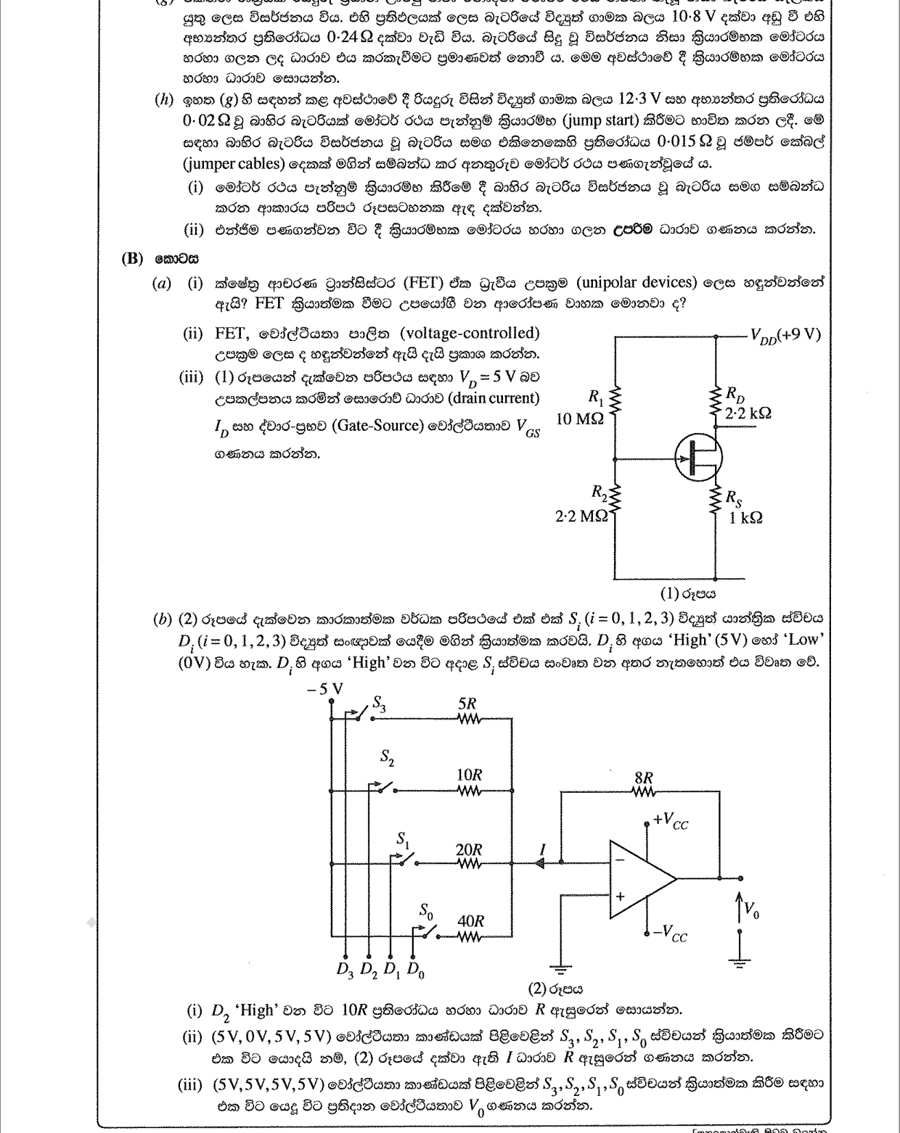 යුතු ලෙස විසර්ජනය විය. එහි ප්‍රතිඵලයක් ලෙස බැටරියේ විද්‍යුත් ගාමක බලය 10·8 V දක්වා අඩු වී එහි
අභ්‍යන්තර ප්‍රතිරෝධය 0·24 Ω දක්වා වැඩි විය. බැටරියේ සිදු වූ විසර්ජනය නිසා ක්‍රියාරම්භක මෝටරය
හරහා ගලන ලද ධාරාව එය කරකැවීමට ප්‍රමාණවත් නොවී ය. මෙම අවස්ථාවේ දී ක්‍රියාරම්භක මෝටරය
හරහා ධාරාව සොයන්න.
(h) ඉහත (g) හි සඳහන් කළ අවස්ථාවේ දී රියදුරු විසින් විද්‍යුත් ගාමක බලය 12·3 V සහ අභ්‍යන්තර ප්‍රතිරෝධය
0·02 Ω වූ බාහිර බැටරියක් මෝටර් රථය පැන්නුම් ක්‍රියාරම්භ (jump start) කිරීමට භාවිත කරන ලදී. මේ
සඳහා බාහිර බැටරිය විසර්ජනය වූ බැටරිය සමග එකිනෙකෙහි ප්‍රතිරෝධය 0·015 Ω වූ ජම්පර් කේබල්
(jumper cables) දෙකක් මගින් සම්බන්ධ කර අනතුරුව මෝටර් රථය පණගැන්වූයේ ය.
(i) මෝටර් රථය පැන්නුම් ක්‍රියාරම්භ කිරීමේ දී බාහිර බැටරිය විසර්ජනය වූ බැටරිය සමග සම්බන්ධ
කරන ආකාරය පරිපථ රූපසටහනක ඇඳ දක්වන්න.
(ii) එන්ජිම පණගන්වන විට දී ක්‍රියාරම්භක මෝටරය හරහා ගලන උපරිම ධාරාව ගණනය කරන්න.
(B) කොටස
(a) (i) ක්ෂේත්‍ර ආචරණ ට්‍රාන්සිස්ටර (FET) ඒක ධ්‍රැවීය උපක්‍රම (unipolar devices) ලෙස හඳුන්වන්නේ
ඇයි? FET ක්‍රියාත්මක වීමට උපයෝගී වන ආරෝපණ වාහක මොනවා ද?
(ii) FET, වෝල්ටීයතා පාලිත (voltage-controlled)
උපක්‍රම ලෙස ද හඳුන්වන්නේ ඇයි දැයි ප්‍රකාශ කරන්න.
(iii) (1) රූපයෙන් දැක්වෙන පරිපථය සඳහා V_D = 5 V බව
උපකල්පනය කරමින් සොරොව් ධාරාව (drain current)
I_D සහ ද්වාර-ප්‍රභව (Gate-Source) වෝල්ටීයතාව V_GS
ගණනය කරන්න.
V_DD (+9 V)
R_1
10 MΩ
R_D
2·2 kΩ
R_2
2·2 MΩ
R_S
1 kΩ
(1) රූපය
(b) (2) රූපයේ දැක්වෙන කාරකාත්මක වර්ධක පරිපථයේ එක් එක් S_i (i = 0, 1, 2, 3) විද්‍යුත් යාන්ත්‍රික ස්විචය
D_i (i = 0, 1, 2, 3) විද්‍යුත් සංඥාවක් යෙදීම මගින් ක්‍රියාත්මක කරවයි. D_i හි අගය ‘High’ (5V) හෝ ‘Low’
(0V) විය හැක. D_i හි අගය ‘High’ වන විට අදාළ S_i ස්විචය සංවෘත වන අතර නැතහොත් එය විවෘත වේ.
– 5 V
S_3
5R
S_2
10R
8R
+V_CC
S_1
20R
I
–
+
S_0
40R
–V_CC
V_0
D_3 D_2 D_1 D_0
(2) රූපය
(i) D_2 ‘High’ වන විට 10R ප්‍රතිරෝධය හරහා ධාරාව R ඇසුරෙන් සොයන්න.
(ii) (5V, 0V, 5V, 5V) වෝල්ටීයතා කාණ්ඩයක් පිළිවෙළින් S_3, S_2, S_1, S_0 ස්විචයන් ක්‍රියාත්මක කිරීමට
එක විට යොදයි නම්, (2) රූපයේ දක්වා ඇති I ධාරාව R ඇසුරෙන් ගණනය කරන්න.
(iii) (5V, 5V, 5V, 5V) වෝල්ටීයතා කාණ්ඩයක් පිළිවෙළින් S_3, S_2, S_1, S_0 ස්විචයන් ක්‍රියාත්මක කිරීම සඳහා
එක විට යෙදූ විට ප්‍රතිදාන වෝල්ටීයතාව V_0 ගණනය කරන්න.